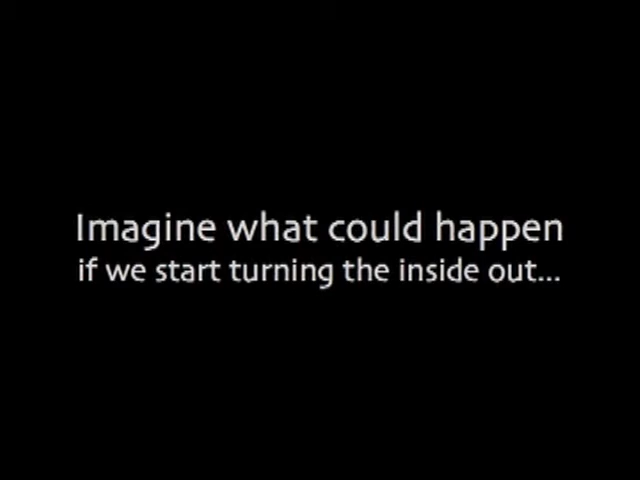 Imagine what could happen
if we start turning the inside out...